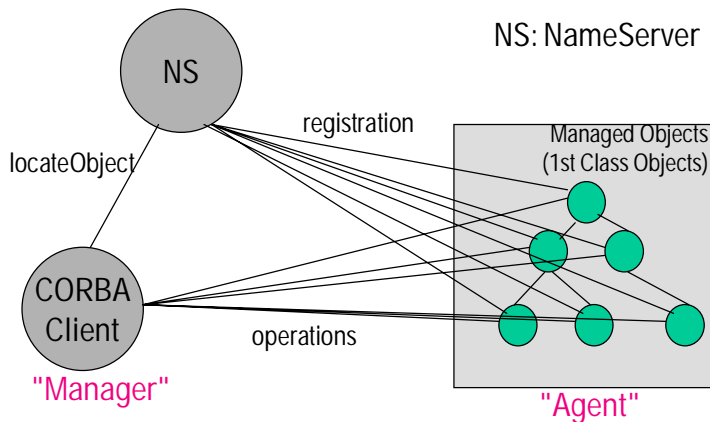 NS: NameServer
NS
registration
Managed Objects
(1st Class Objects)
locateObject
CORBA
Client
operations
"Manager"
"Agent"